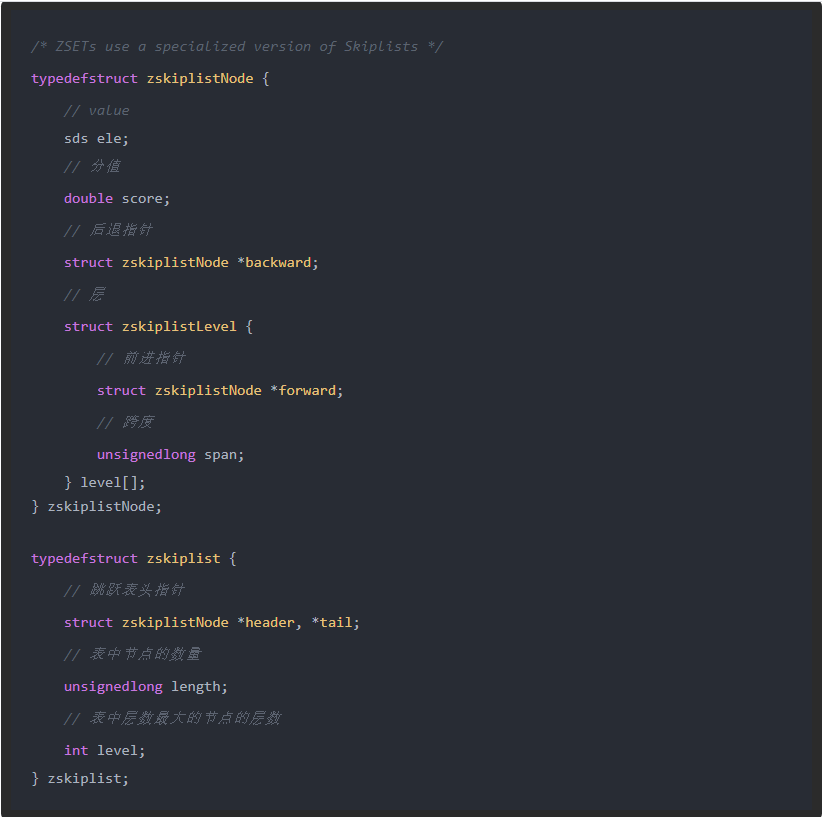 /* ZSETs use a specialized version of Skiplists */
typedefstruct zskiplistNode {
// value
sds ele;
// 分值
double score;
// 后退指针
struct zskiplistNode *backward;
// 层
struct zskiplistLevel {
// 前进指针
struct zskiplistNode *forward;
// 跨度
unsignedlong span;
} level[];
} zskiplistNode;
typedefstruct zskiplist {
// 跳跃表头指针
struct zskiplistNode *header, *tail;
// 表中节点的数量
unsignedlong length;
// 表中层数最大的节点的层数
int level;
} zskiplist;